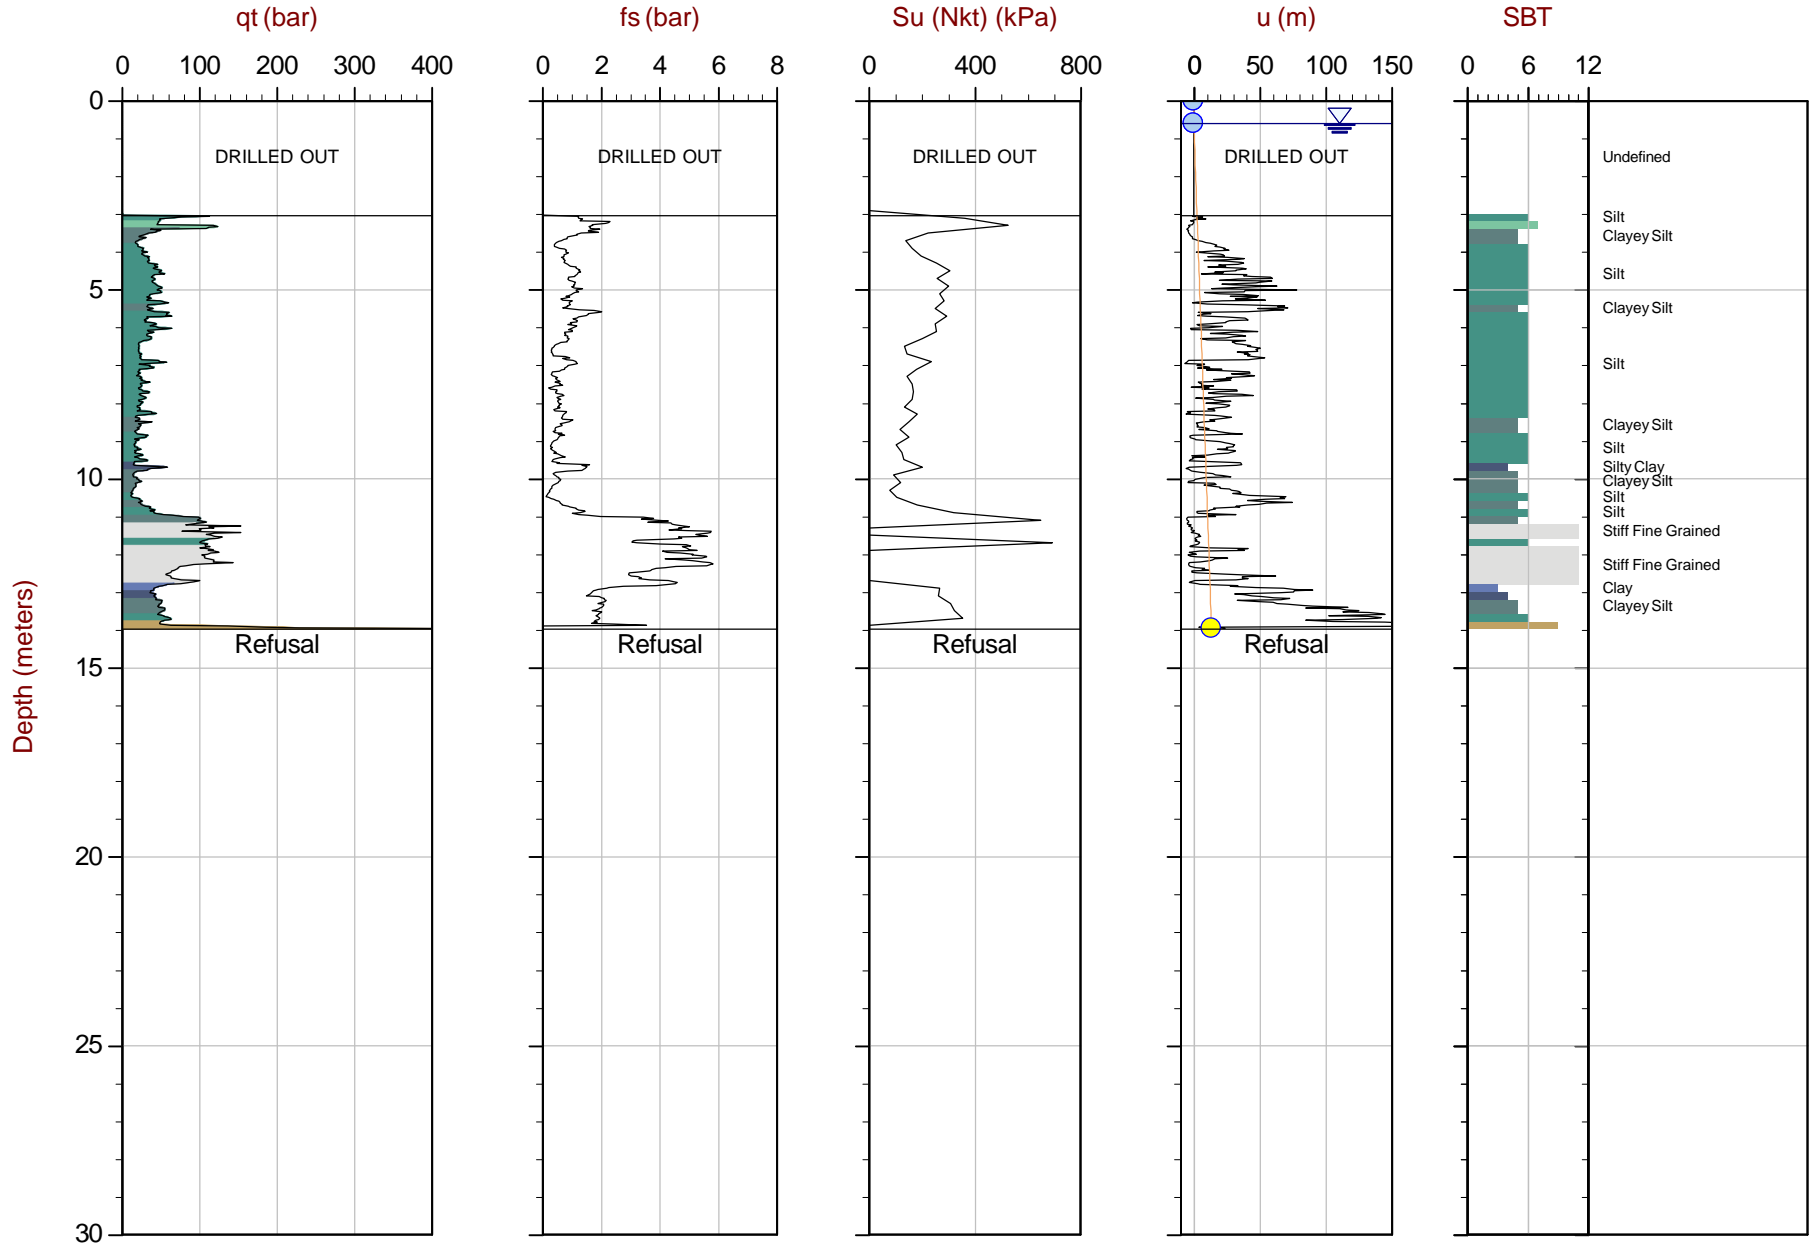 qt (bar) fs (bar) Su (Nkt) (kPa) u (m) SBT
0 100 200 300 400 0 2 4 6 8 0 400 800 0 50 100 150 0 6 12
0
DRILLED OUT DRILLED OUT DRILLED OUT DRILLED OUT Undefined
Silt
Clayey Silt
Silt
5
Clayey Silt
Silt
Clayey Silt
Silt
Silty Clay
10
Clayey Silt
Silt
Silt
Stiff Fine Grained
Stiff Fine Grained
Clay
Clayey Silt
Refusal Refusal Refusal Refusal
15
Depth (meters)
20
25
30